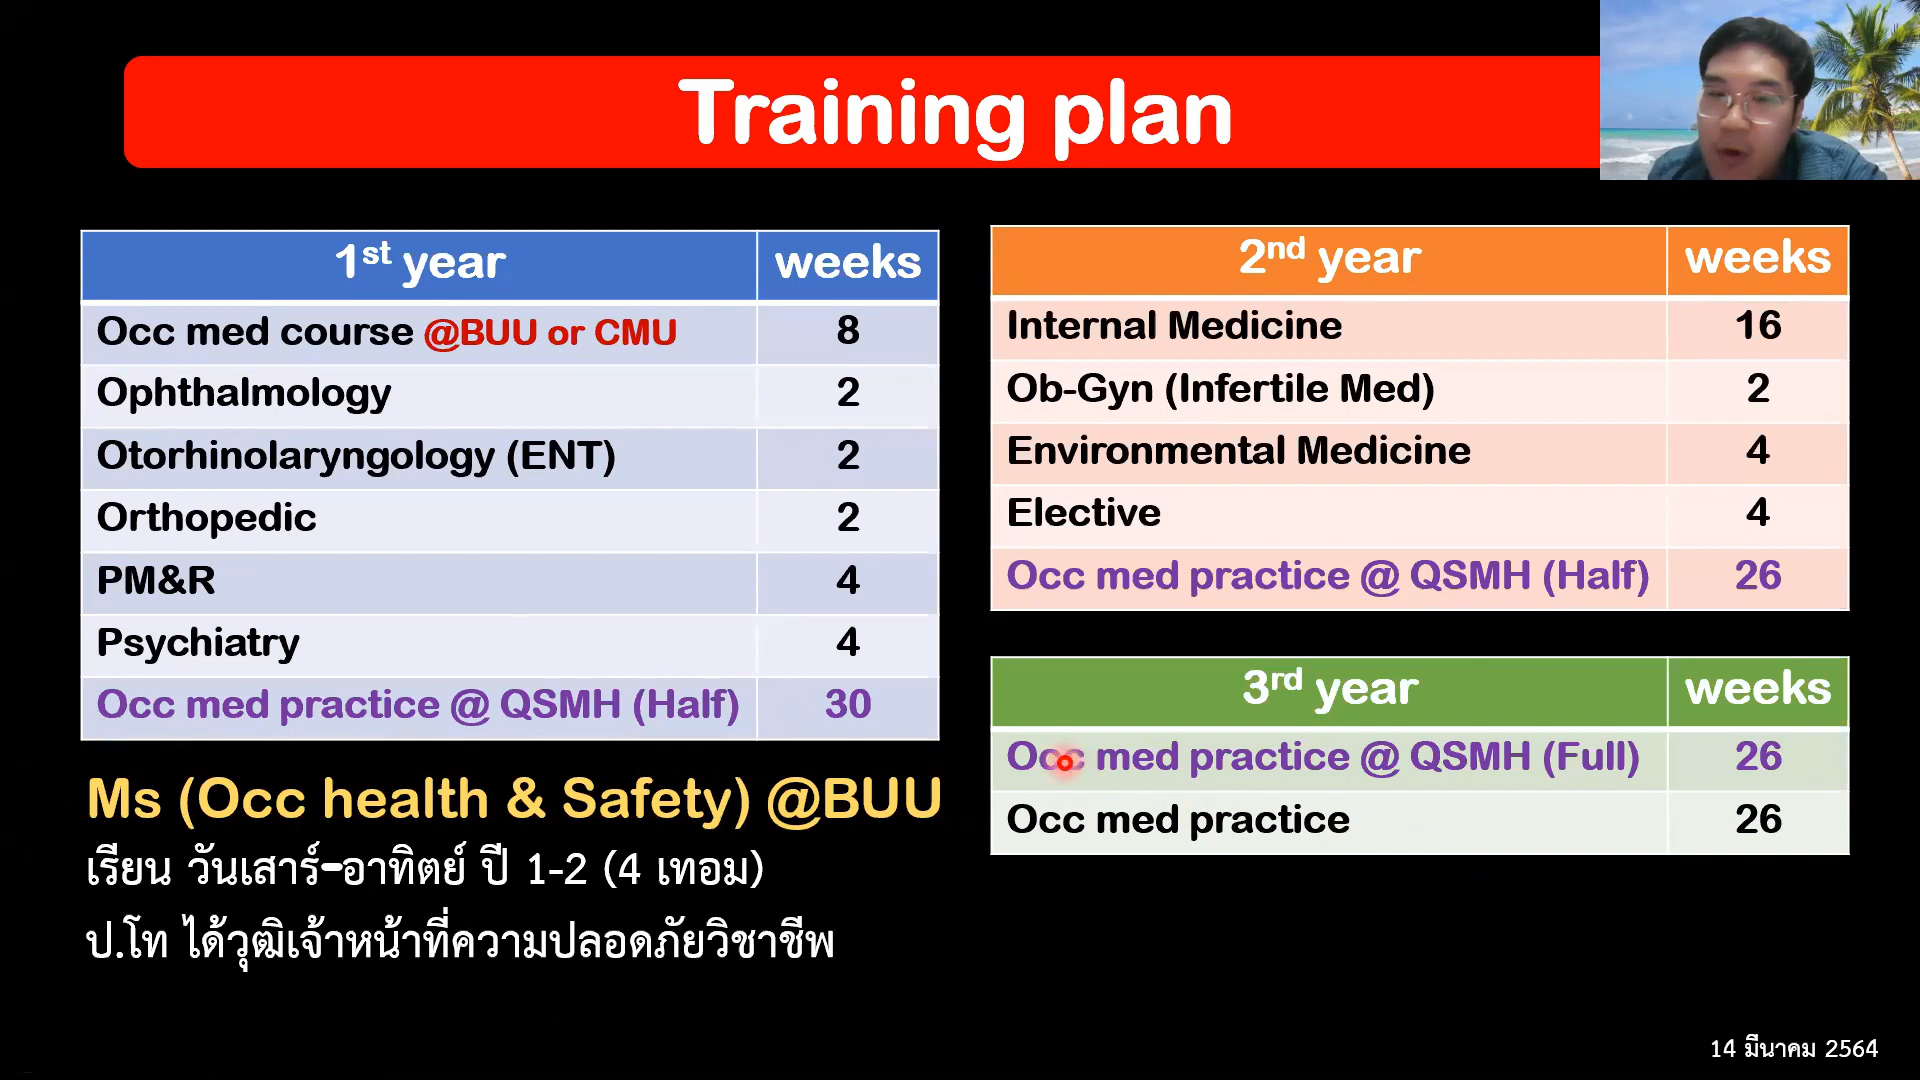 Training plan
1st year weeks
Occ med course @BUU or CMU 8
Ophthalmology 2
Otorhinolaryngology (ENT) 2
Orthopedic 2
PM&R 4
Psychiatry 4
Occ med practice @ QSMH (Half) 30
Ms (Occ health & Safety) @BUU
เรียน วันเสาร์-อาทิตย์ ปี 1-2 (4 เทอม)
ป.โท ได้วุฒิเจ้าหน้าที่ความปลอดภัยวิชาชีพ
2nd year weeks
Internal Medicine 16
Ob-Gyn (Infertile Med) 2
Environmental Medicine 4
Elective 4
Occ med practice @ QSMH (Half) 26
3rd year weeks
Occ med practice @ QSMH (Full) 26
Occ med practice 26
14 มีนาคม 2564